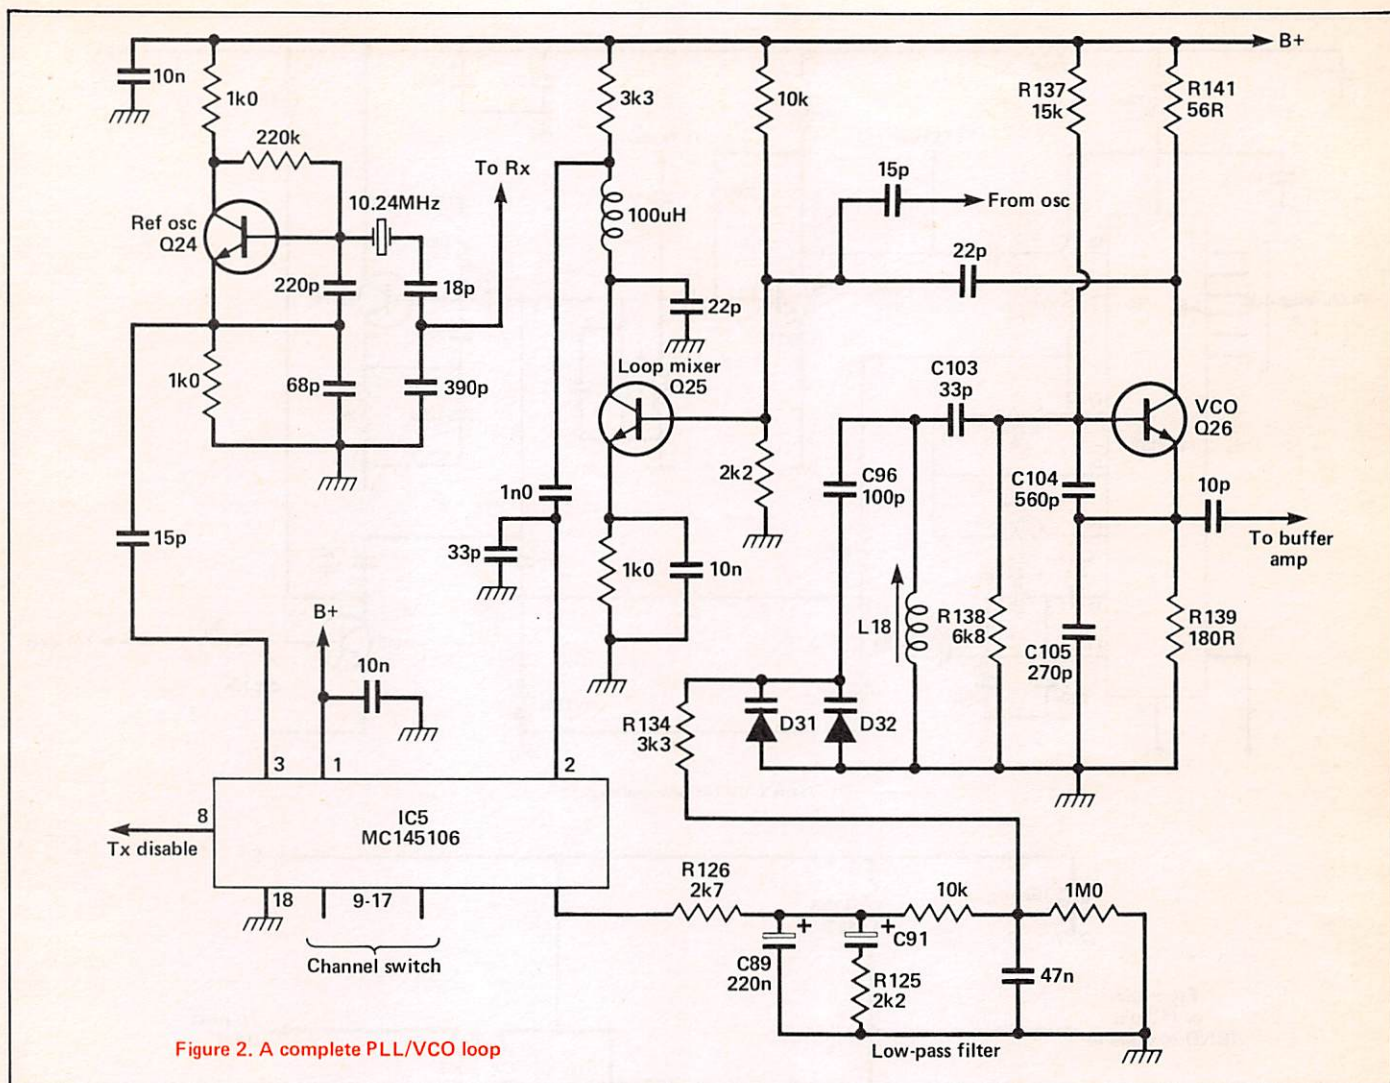 B+
10n
1k0
3k3
10k
R137
15k
R141
56R
220k
To Rx
15p
From osc
10.24MHz
100uH
Ref osc
Q24
22p
220p
18p
22p
Loop mixer
Q25
C103
33p
1k0
68p
390p
VCO
Q26
2k2
C96
100p
C104
560p
10p
1n0
15p
33p
To buffer
amp
1k0
10n
B+
L18
R138
6k8
R139
180R
C105
270p
10n
R134
3k3
D31
D32
3
1
2
8
IC5
MC145106
Tx disable
R126
2k7
10k
1M0
18
9-17
+
+
C91
Channel switch
C89
220n
R125
2k2
47n
Figure 2. A complete PLL/VCO loop
Low-pass filter